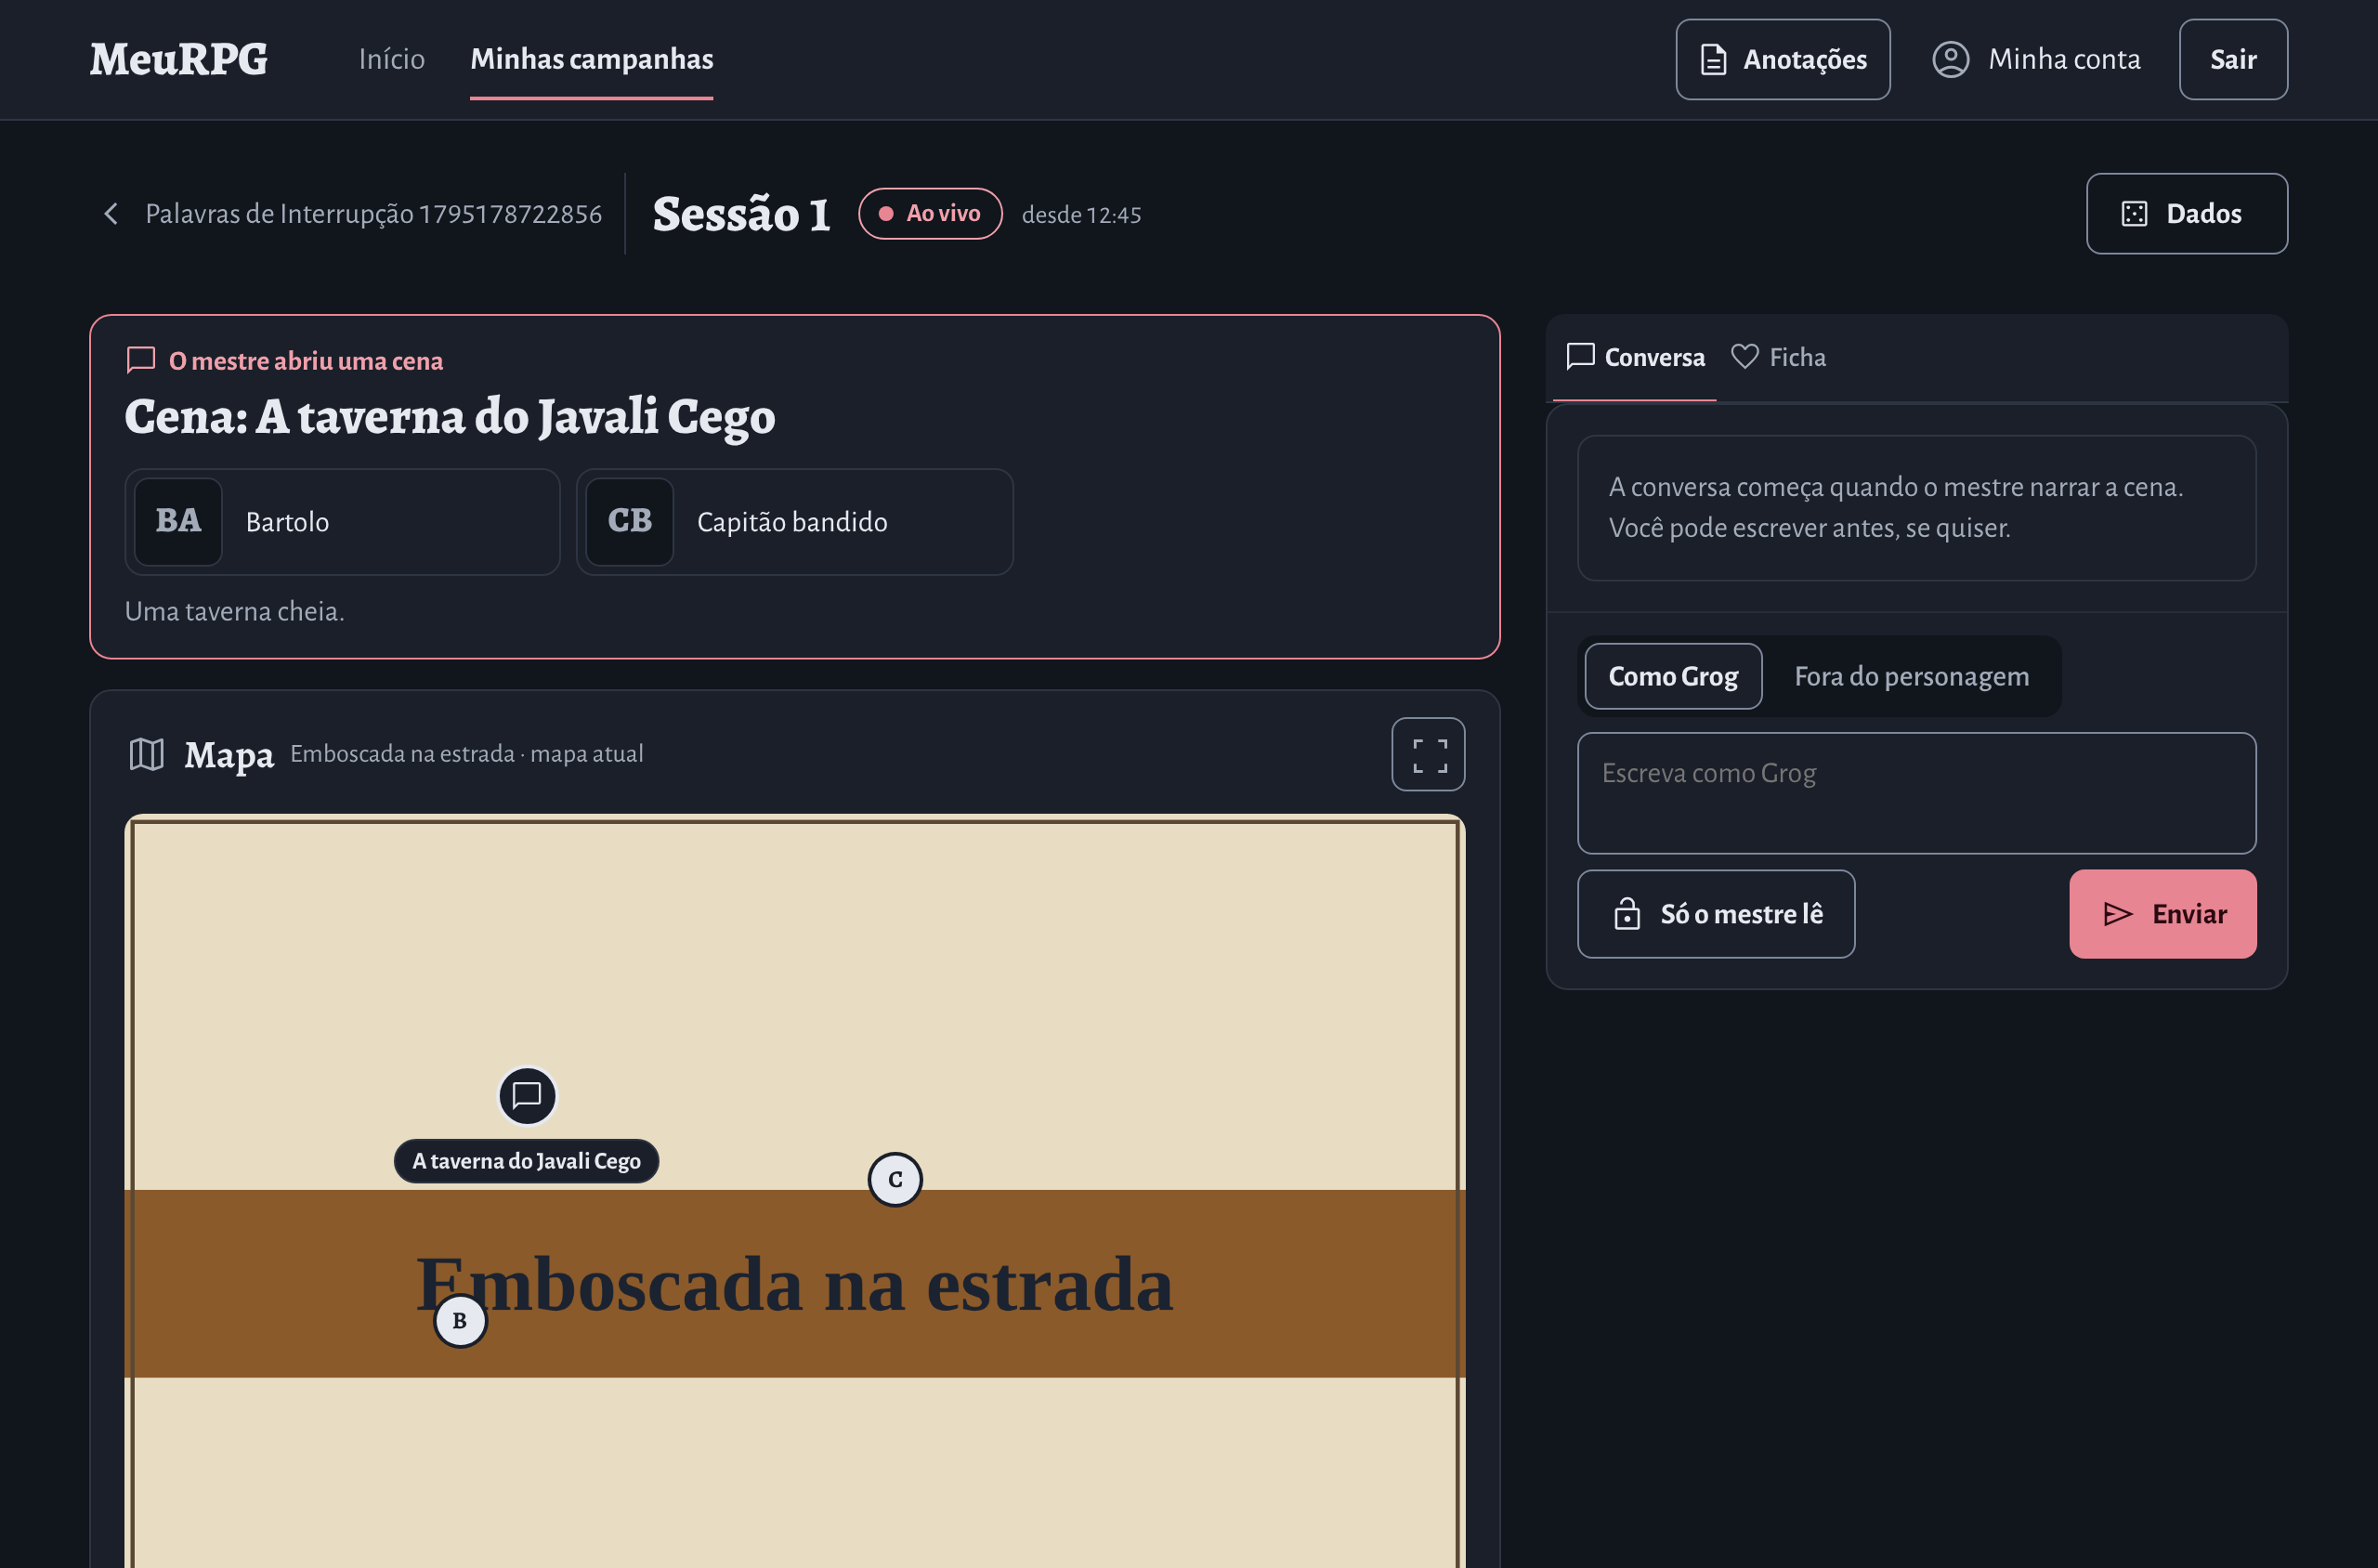 MeuRPG
Início
Minhas campanhas
Anotações
Minha conta
Sair
Palavras de Interrupção 1795178722856
Sessão 1
Ao vivo
desde 12:45
Dados
O mestre abriu uma cena
Cena: A taverna do Javali Cego
BA
Bartolo
CB
Capitão bandido
Uma taverna cheia.
Mapa
Emboscada na estrada · mapa atual
A taverna do Javali Cego
C
Emboscada na estrada
B
Conversa
Ficha
A conversa começa quando o mestre narrar a cena.
Você pode escrever antes, se quiser.
Como Grog
Fora do personagem
Escreva como Grog
Só o mestre lê
Enviar